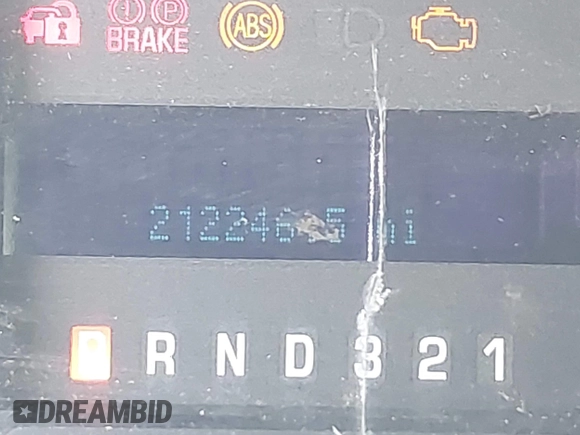 BRAKE
ABS
212246.5 mi
P R N D 3 2 1
DREAMBID